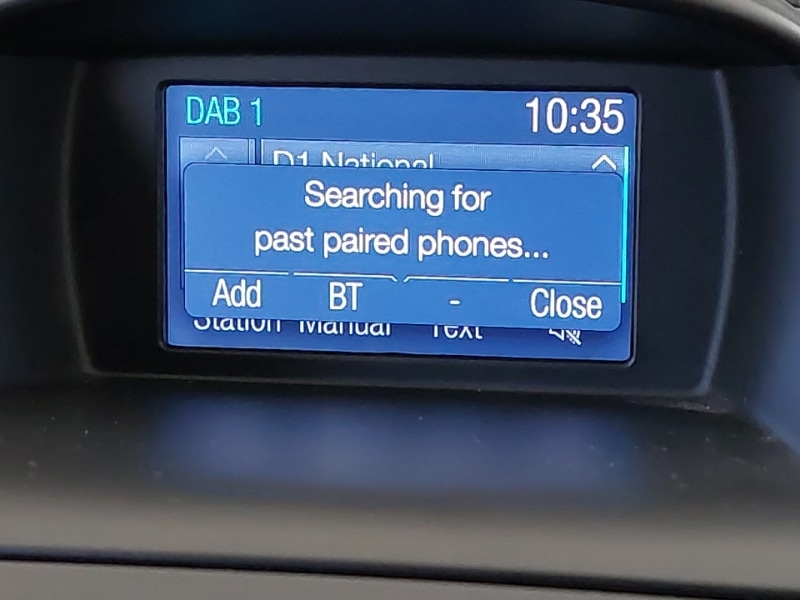 DAB 1 10:35
D1 National
Searching for
past paired phones...
Add BT - Close
Station Manual Text